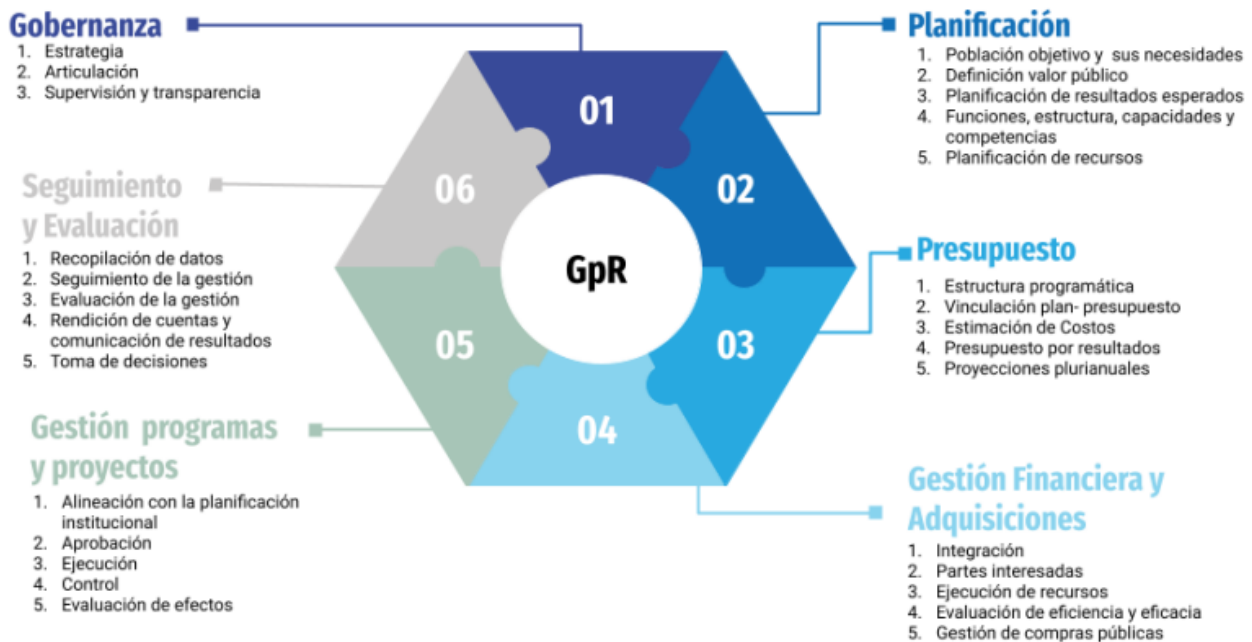 Gobernanza
1. Estrategia
2. Articulación
3. Supervisión y transparencia
Planificación
1. Población objetivo y sus necesidades
2. Definición valor público
3. Planificación de resultados esperados
4. Funciones, estructura, capacidades y
competencias
5. Planificación de recursos
Presupuesto
1. Estructura programática
2. Vinculación plan- presupuesto
3. Estimación de Costos
4. Presupuesto por resultados
5. Proyecciones plurianuales
Gestión Financiera y
Adquisiciones
1. Integración
2. Partes interesadas
3. Ejecución de recursos
4. Evaluación de eficiencia y eficacia
5. Gestión de compras públicas
Gestión programas
y proyectos
1. Alineación con la planificación
institucional
2. Aprobación
3. Ejecución
4. Control
5. Evaluación de efectos
Seguimiento
y Evaluación
1. Recopilación de datos
2. Seguimiento de la gestión
3. Evaluación de la gestión
4. Rendición de cuentas y
comunicación de resultados
5. Toma de decisiones
01
02
03
04
05
06
GpR